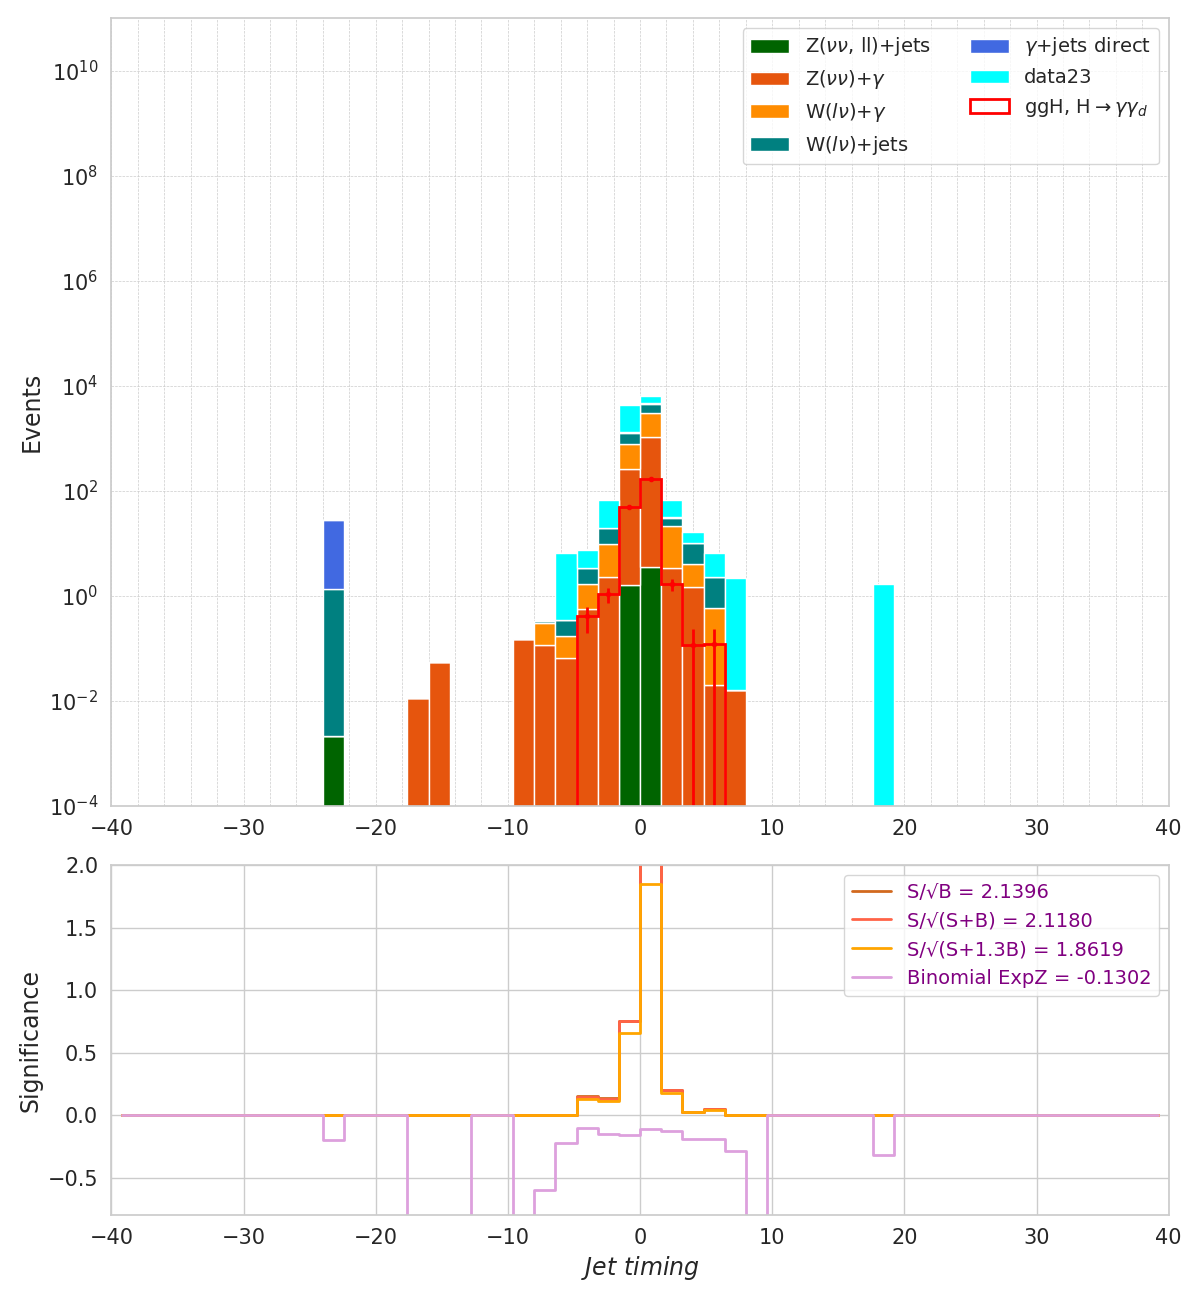 Z(νν, ll)+jets
Z(νν)+γ
W(lν)+γ
W(lν)+jets
γ+jets direct
data23
ggH, H→γγ_d
Events
10^10
10^8
10^6
10^4
10^2
10^0
10^−2
10^−4
−40 −30 −20 −10 0 10 20 30 40
S/√B = 2.1396
S/√(S+B) = 2.1180
S/√(S+1.3B) = 1.8619
Binomial ExpZ = -0.1302
Significance
2.0
1.5
1.0
0.5
0.0
−0.5
−40 −30 −20 −10 0 10 20 30 40
Jet timing